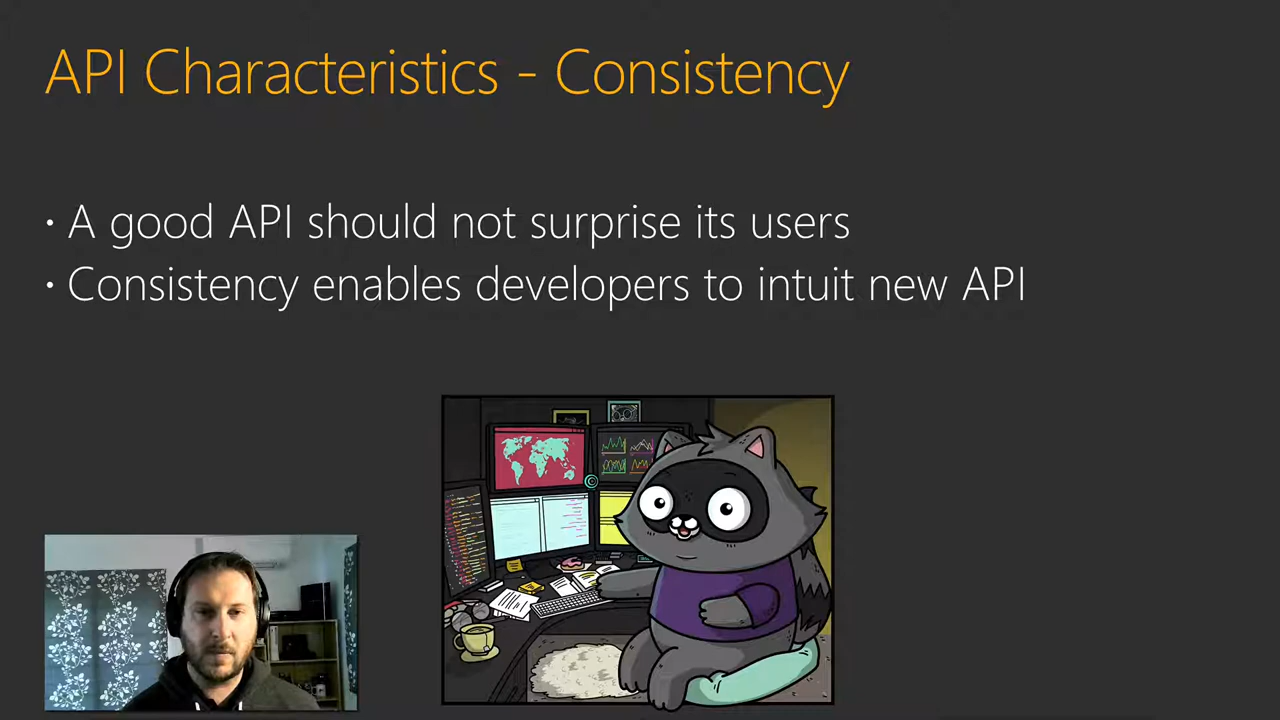 API Characteristics - Consistency
• A good API should not surprise its users
• Consistency enables developers to intuit new API